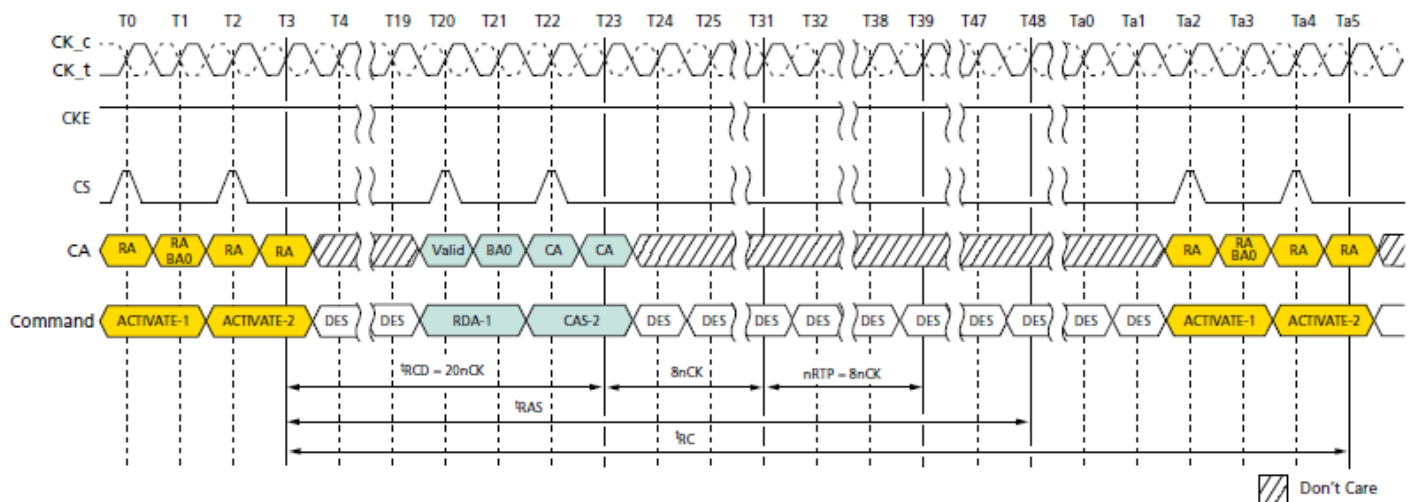 T0 T1 T2 T3 T4 T19 T20 T21 T22 T23 T24 T25 T31 T32 T38 T39 T47 T48 Ta0 Ta1 Ta2 Ta3 Ta4 Ta5
CK_c
CK_t
CKE
CS
CA RA RA BA0 RA RA Valid BA0 CA CA RA RA BA0 RA RA
Command ACTIVATE-1 ACTIVATE-2 DES DES RDA-1 CAS-2 DES DES DES DES DES DES DES DES DES DES ACTIVATE-1 ACTIVATE-2
tRCD = 20nCK 8nCK nRTP = 8nCK
tRAS
tRC
Don't Care